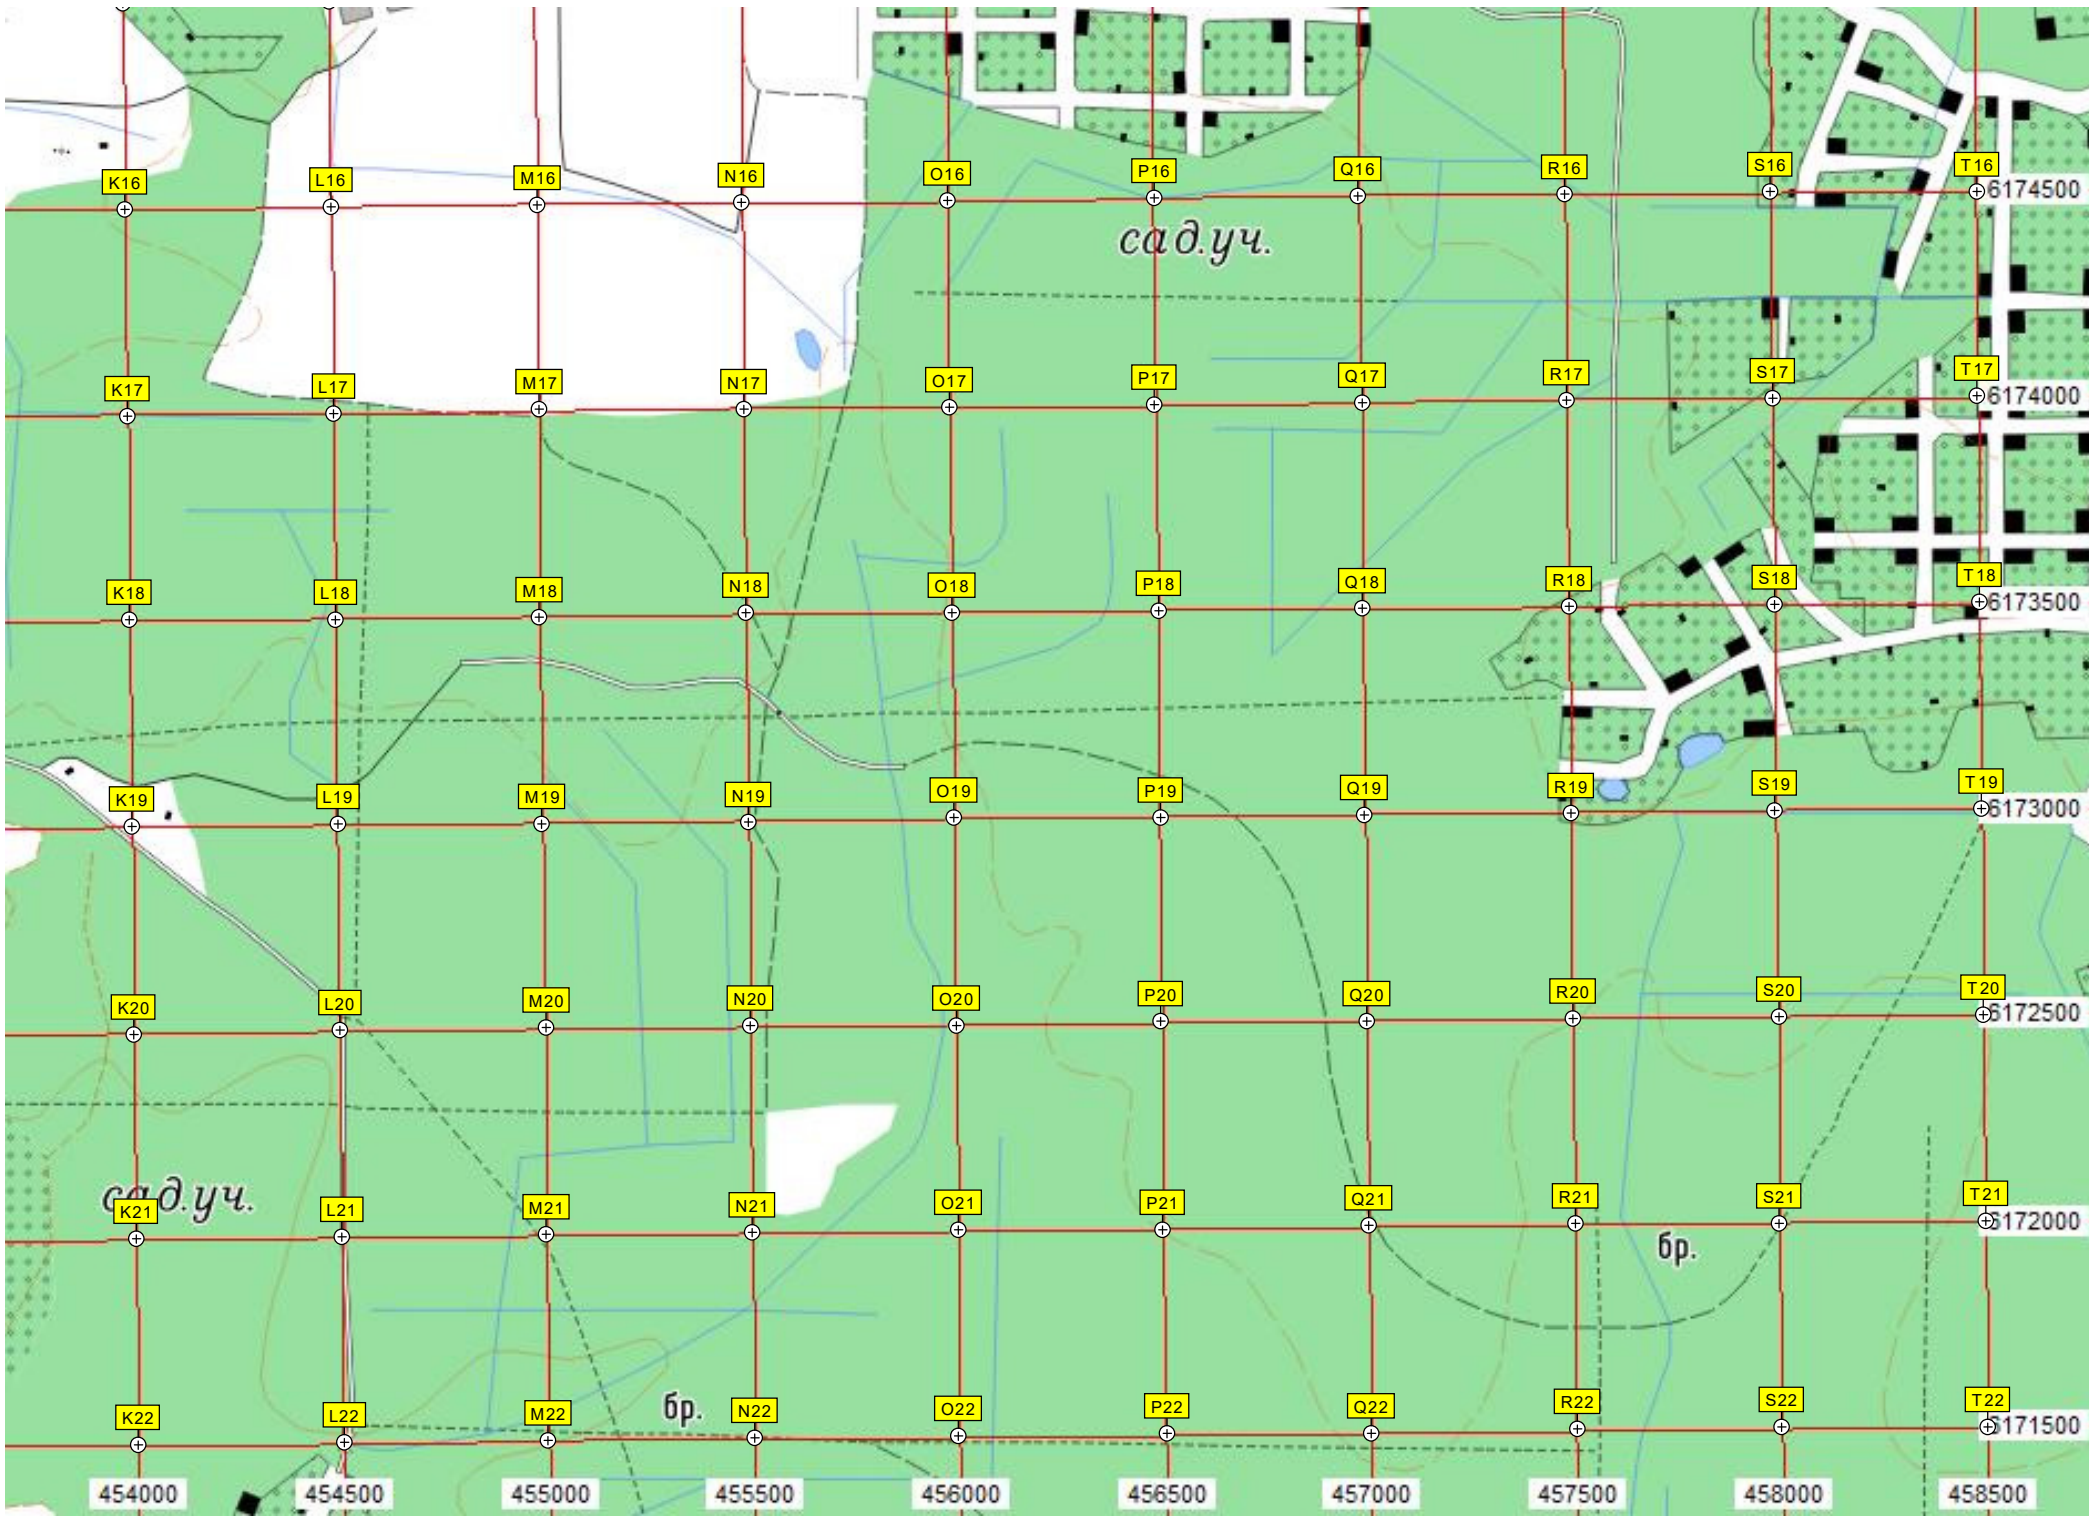 K16 L16 M16 N16 O16 P16 Q16 R16 S16 T16
6174500
сад.уч.
K17 L17 M17 N17 O17 P17 Q17 R17 S17 T17
6174000
K18 L18 M18 N18 O18 P18 Q18 R18 S18 T18
6173500
K19 L19 M19 N19 O19 P19 Q19 R19 S19 T19
6173000
K20 L20 M20 N20 O20 P20 Q20 R20 S20 T20
6172500
сад.уч.
K21 L21 M21 N21 O21 P21 Q21 R21 S21 T21
6172000
бр.
бр.
K22 L22 M22 N22 O22 P22 Q22 R22 S22 T22
6171500
454000 454500 455000 455500 456000 456500 457000 457500 458000 458500